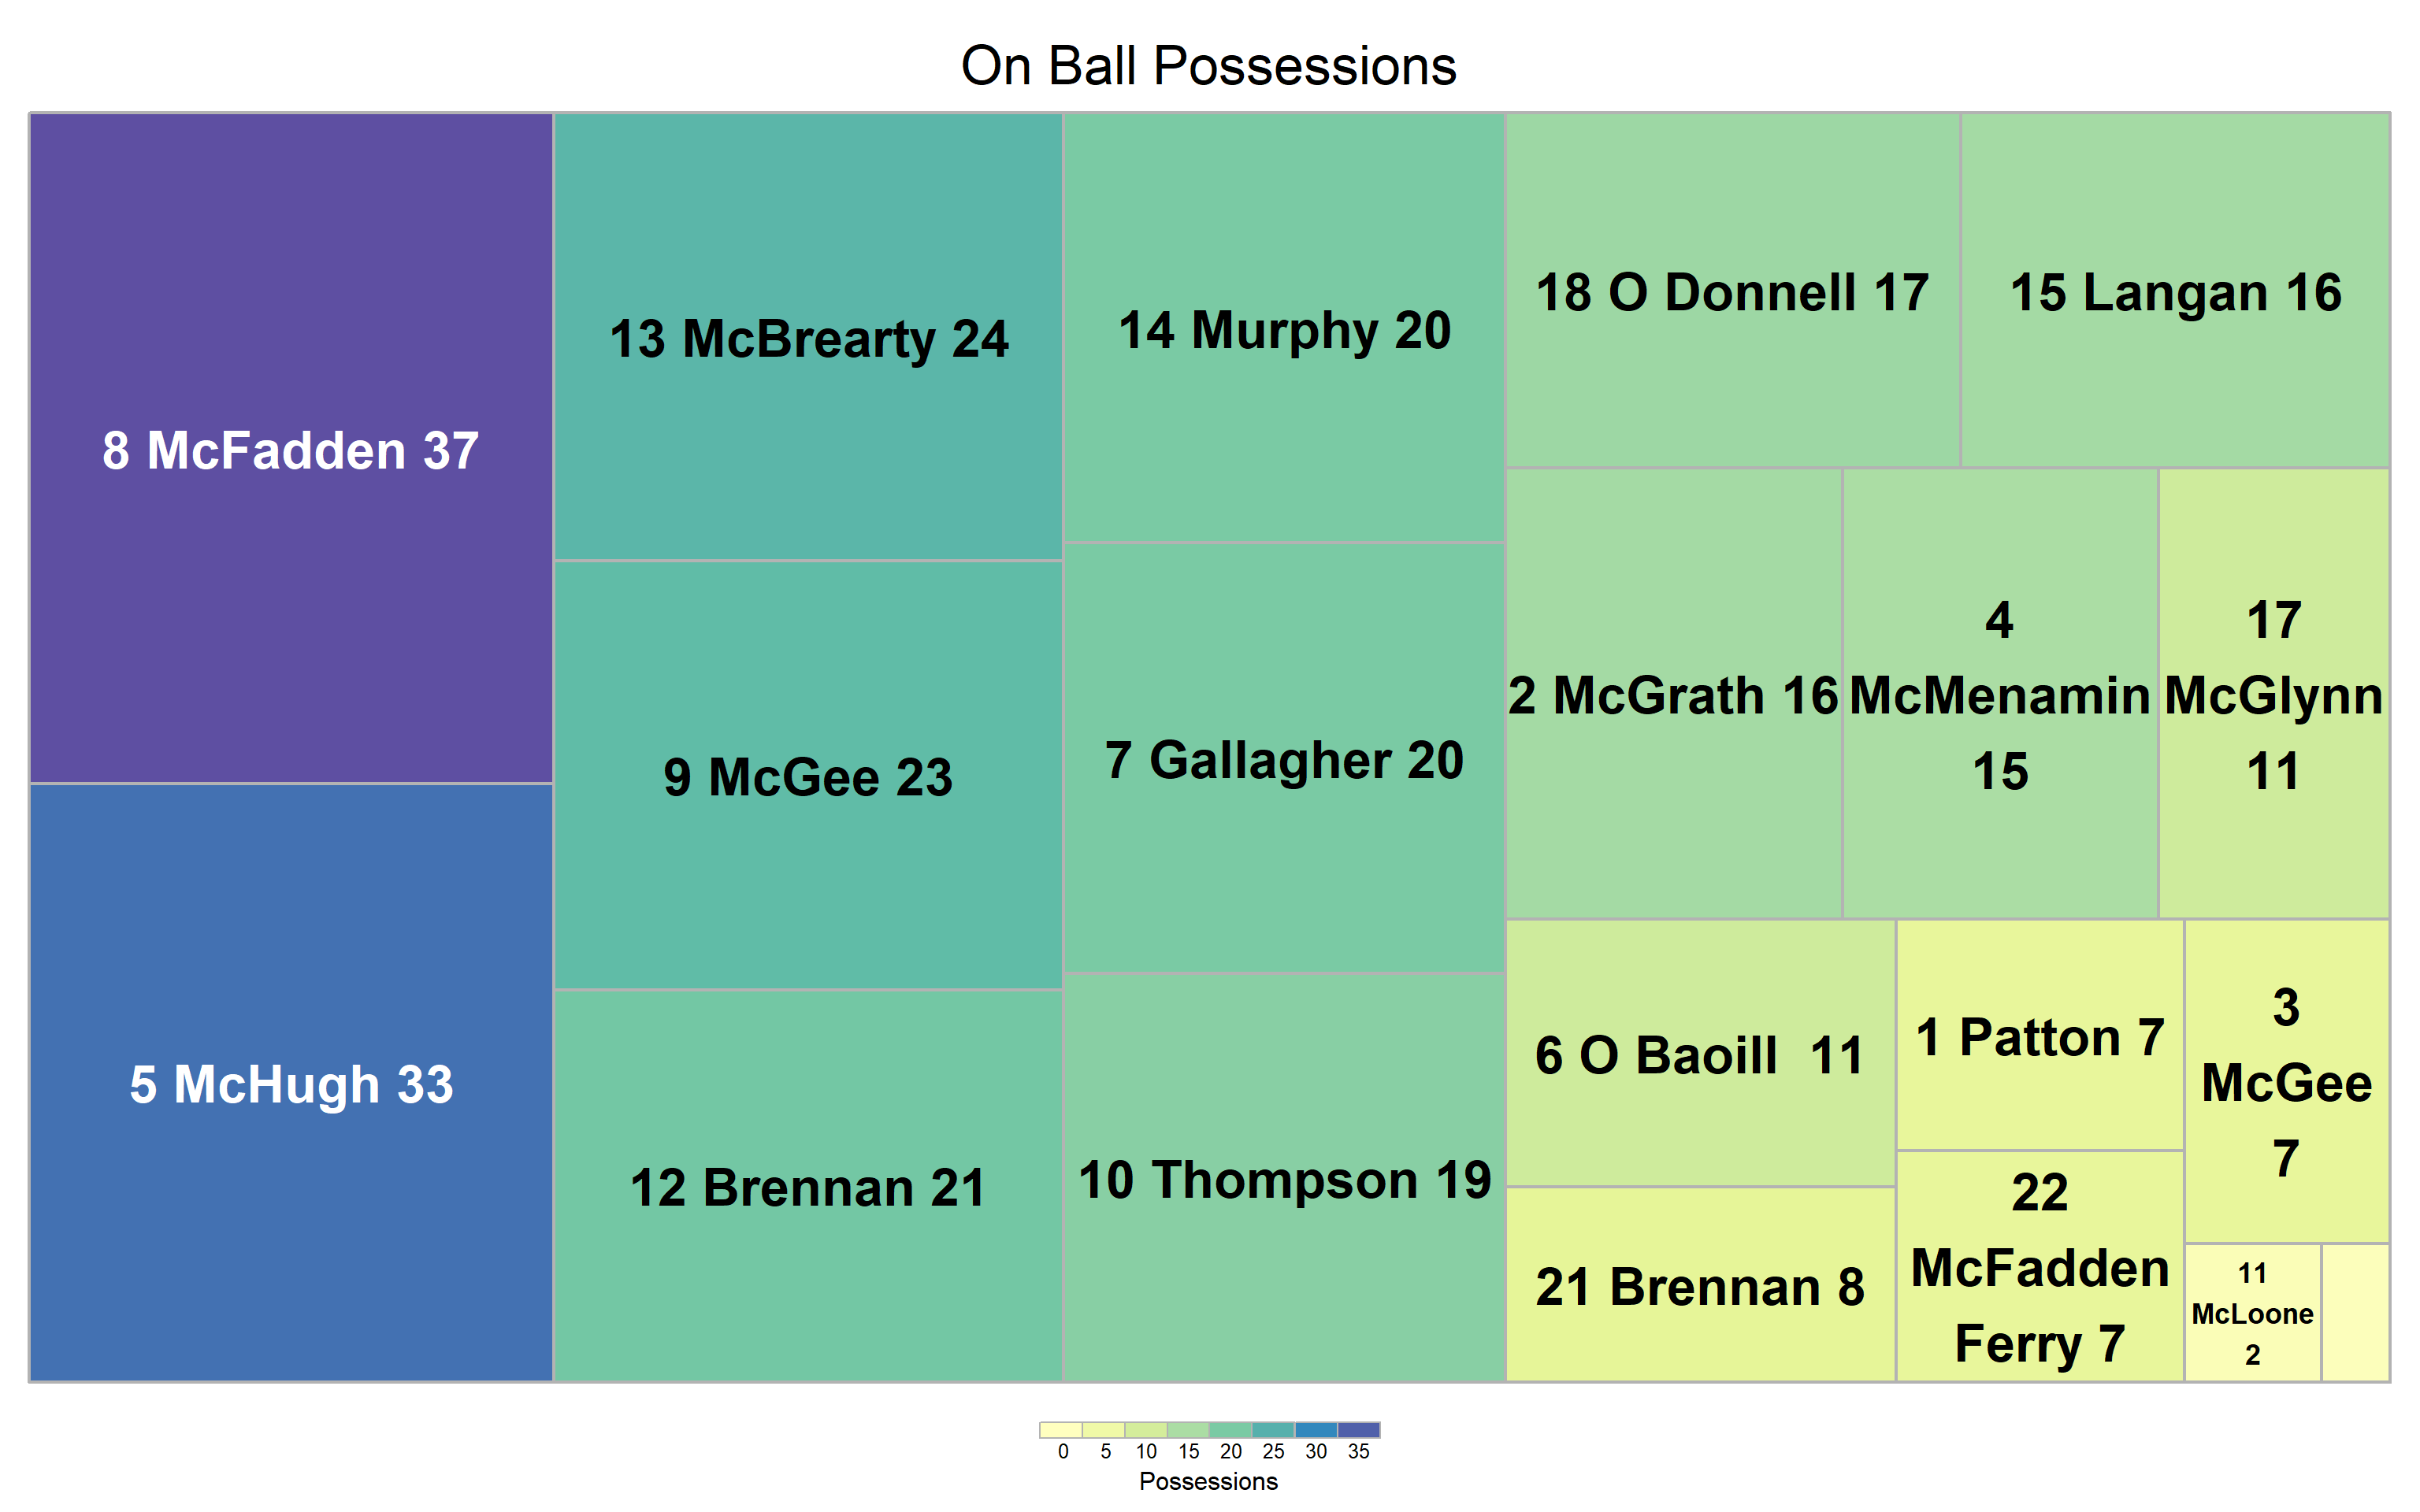 On Ball Possessions
8 McFadden 37
5 McHugh 33
13 McBrearty 24
9 McGee 23
12 Brennan 21
14 Murphy 20
7 Gallagher 20
10 Thompson 19
18 O Donnell 17
15 Langan 16
2 McGrath 16
4
McMenamin
15
17
McGlynn
11
6 O Baoill  11
21 Brennan 8
1 Patton 7
22
McFadden
Ferry 7
3
McGee
7
11
McLoone
2
0 5 10 15 20 25 30 35
Possessions